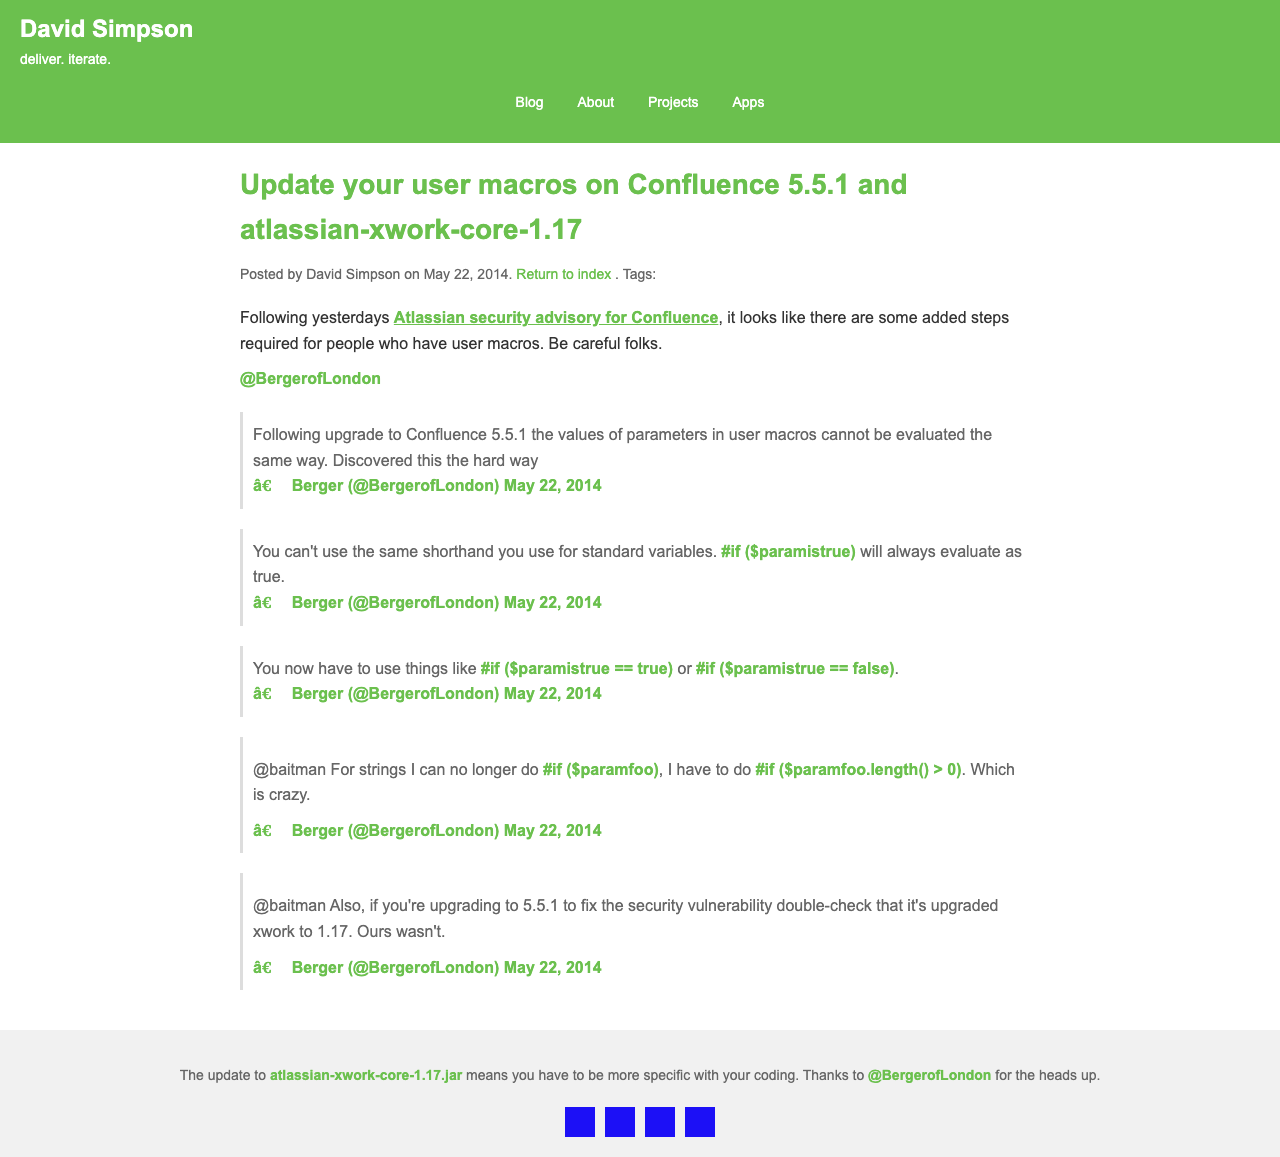 David Simpson
deliver. iterate.
Blog About Projects Apps
Update your user macros on Confluence 5.5.1 and
atlassian-xwork-core-1.17
Posted by David Simpson on May 22, 2014. Return to index . Tags:
Following yesterdays Atlassian security advisory for Confluence, it looks like there are some added steps
required for people who have user macros. Be careful folks.
@BergerofLondon
Following upgrade to Confluence 5.5.1 the values of parameters in user macros cannot be evaluated the
same way. Discovered this the hard way
â€ Berger (@BergerofLondon) May 22, 2014
You can't use the same shorthand you use for standard variables. #if ($paramistrue) will always evaluate as
true.
â€ Berger (@BergerofLondon) May 22, 2014
You now have to use things like #if ($paramistrue == true) or #if ($paramistrue == false).
â€ Berger (@BergerofLondon) May 22, 2014
@baitman For strings I can no longer do #if ($paramfoo), I have to do #if ($paramfoo.length() > 0). Which
is crazy.
â€ Berger (@BergerofLondon) May 22, 2014
@baitman Also, if you're upgrading to 5.5.1 to fix the security vulnerability double-check that it's upgraded
xwork to 1.17. Ours wasn't.
â€ Berger (@BergerofLondon) May 22, 2014
The update to atlassian-xwork-core-1.17.jar means you have to be more specific with your coding. Thanks to @BergerofLondon for the heads up.